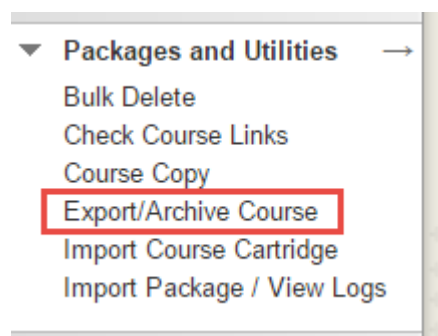 Packages and Utilities
Bulk Delete
Check Course Links
Course Copy
Export/Archive Course
Import Course Cartridge
Import Package / View Logs